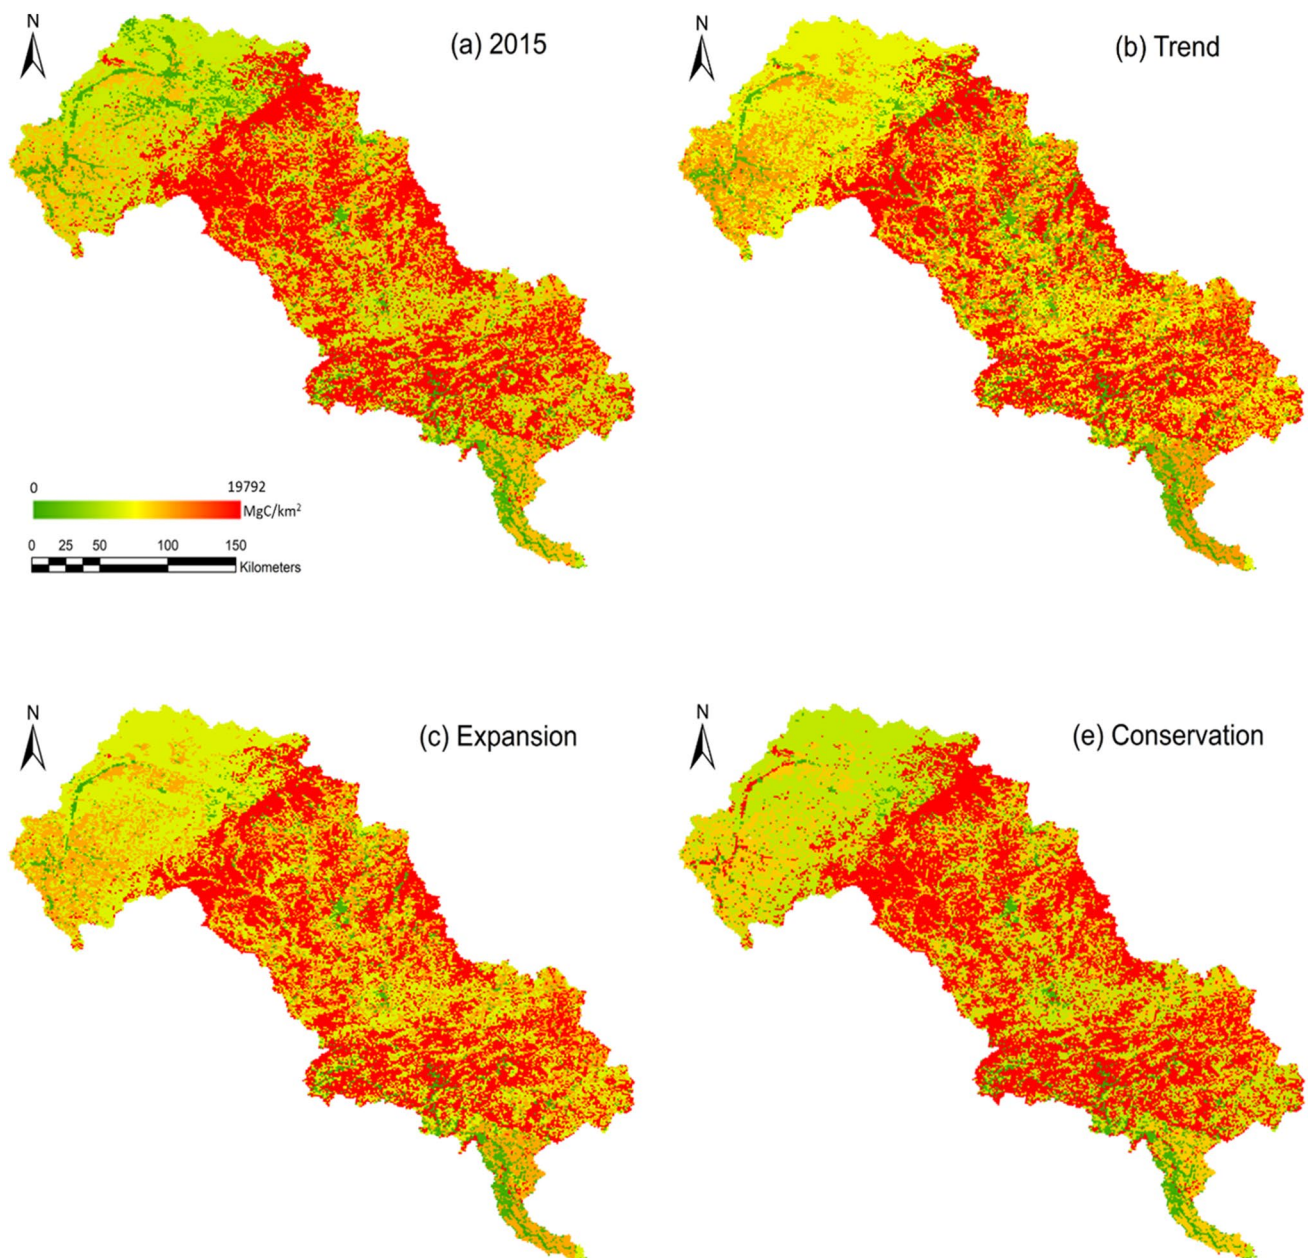 N
(a) 2015
N
(b) Trend
0 19792
MgC/km²
0 25 50 100 150
Kilometers
N
(c) Expansion
N
(e) Conservation